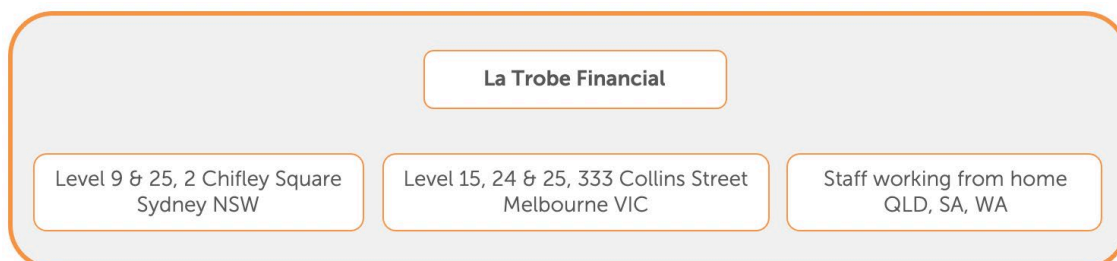 La Trobe Financial
Level 9 & 25, 2 Chifley Square
Sydney NSW
Level 15, 24 & 25, 333 Collins Street
Melbourne VIC
Staff working from home
QLD, SA, WA